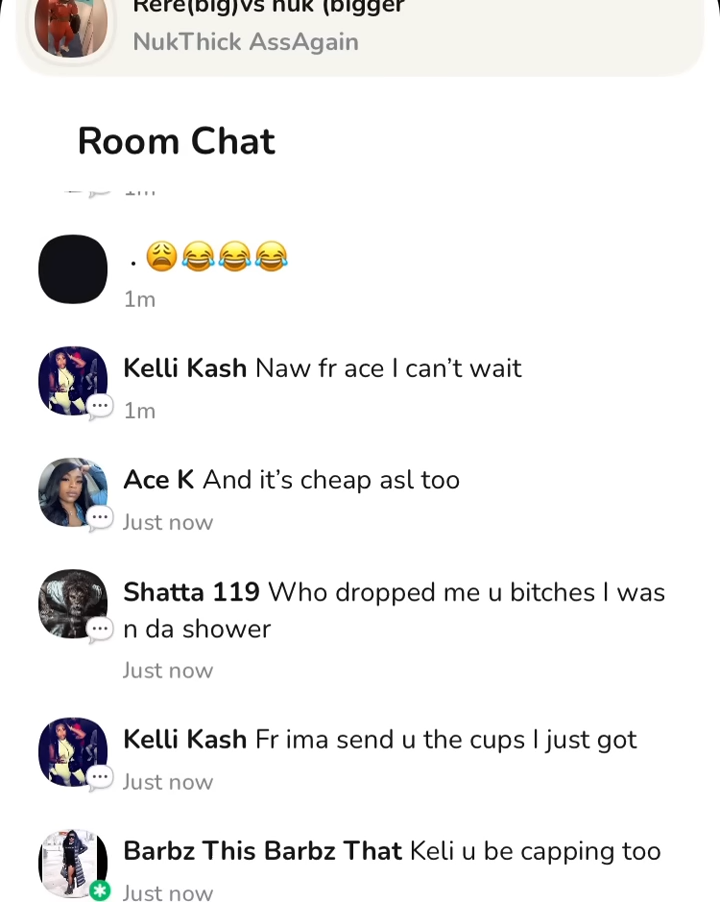 Rere(big)vs nuk (bigger
NukThick AssAgain
Room Chat
1m
. 😩😂😂😂
1m
Kelli Kash Naw fr ace I can’t wait
1m
Ace K And it’s cheap asl too
Just now
Shatta 119 Who dropped me u bitches I was
n da shower
Just now
Kelli Kash Fr ima send u the cups I just got
Just now
Barbz This Barbz That Keli u be capping too
Just now